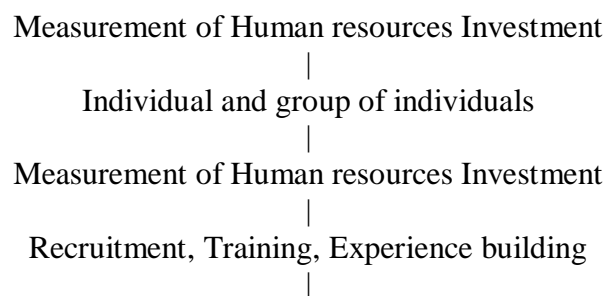 Measurement of Human resources Investment
|
Individual and group of individuals
|
Measurement of Human resources Investment
|
Recruitment, Training, Experience building
|